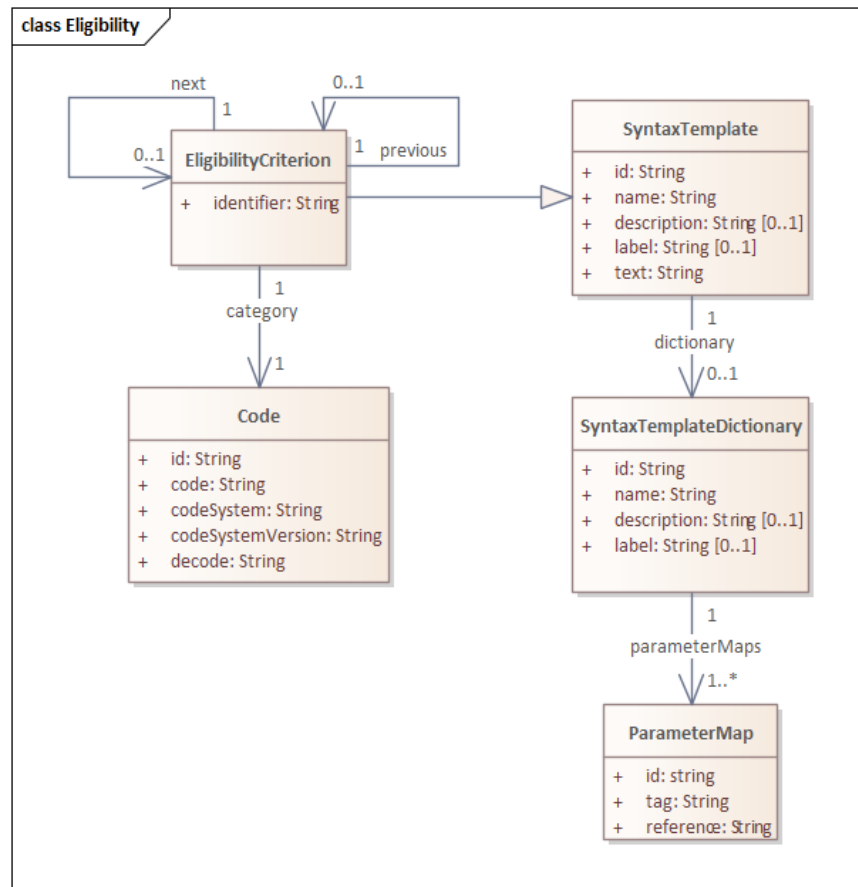 class Eligibility
next
1
0..1
EligibilityCriterion
+ identifier: String
0..1
1
previous
SyntaxTemplate
+ id: String
+ name: String
+ description: String [0..1]
+ label: String [0..1]
+ text: String
1
category
1
1
dictionary
0..1
Code
+ id: String
+ code: String
+ codeSystem: String
+ codeSystemVersion: String
+ decode: String
SyntaxTemplateDictionary
+ id: String
+ name: String
+ description: String [0..1]
+ label: String [0..1]
1
parameterMaps
1..*
ParameterMap
+ id: string
+ tag: String
+ reference: String